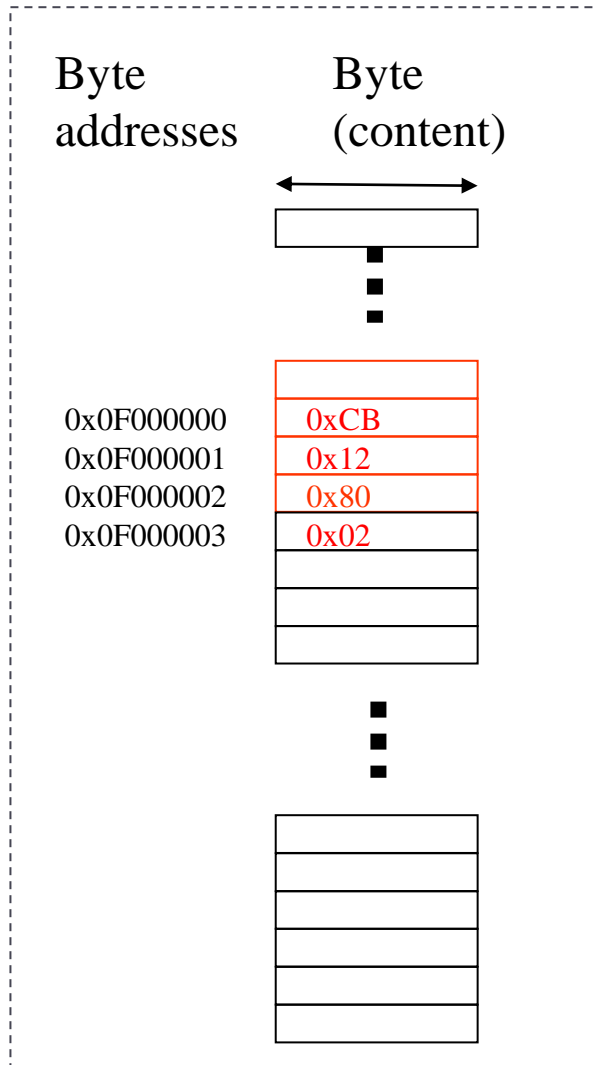 Byte addresses
Byte (content)
0x0F000000 0xCB
0x0F000001 0x12
0x0F000002 0x80
0x0F000003 0x02